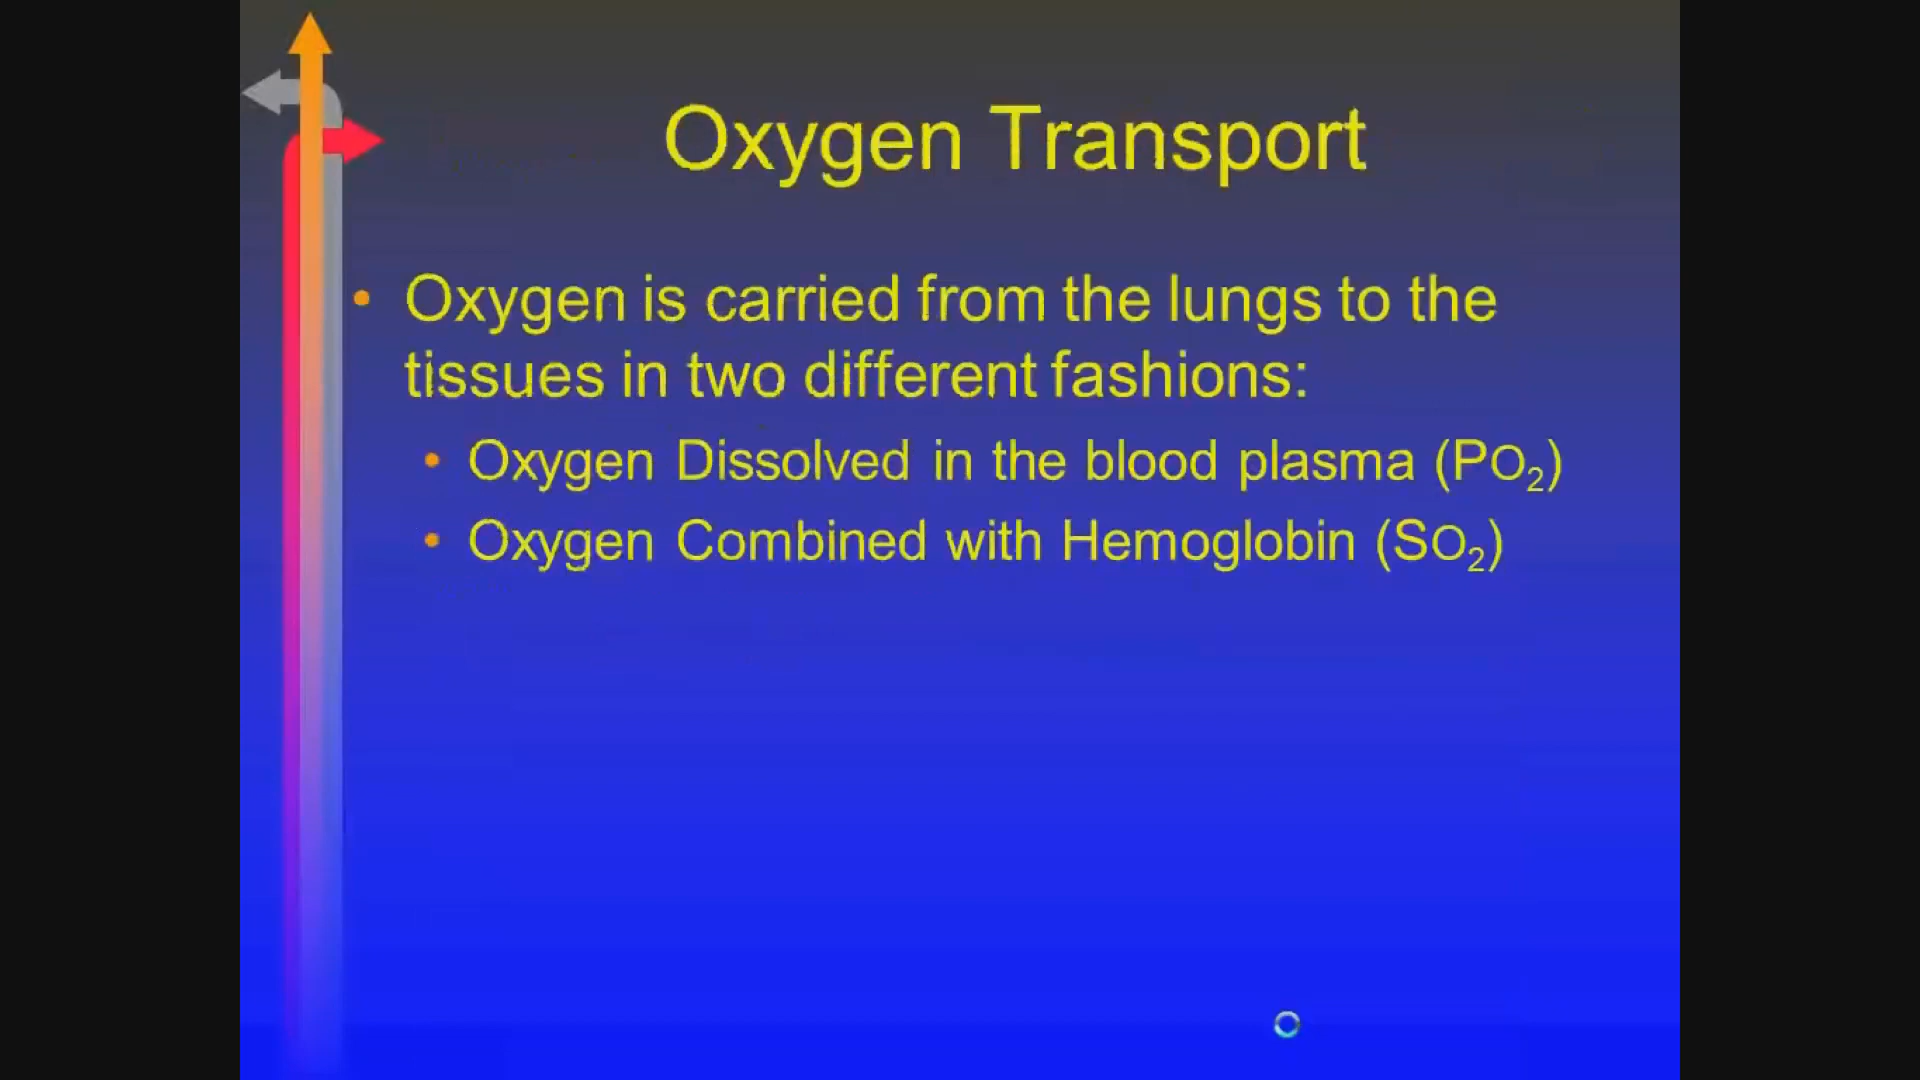 Oxygen Transport
• Oxygen is carried from the lungs to the
tissues in two different fashions:
• Oxygen Dissolved in the blood plasma (PO₂)
• Oxygen Combined with Hemoglobin (SO₂)